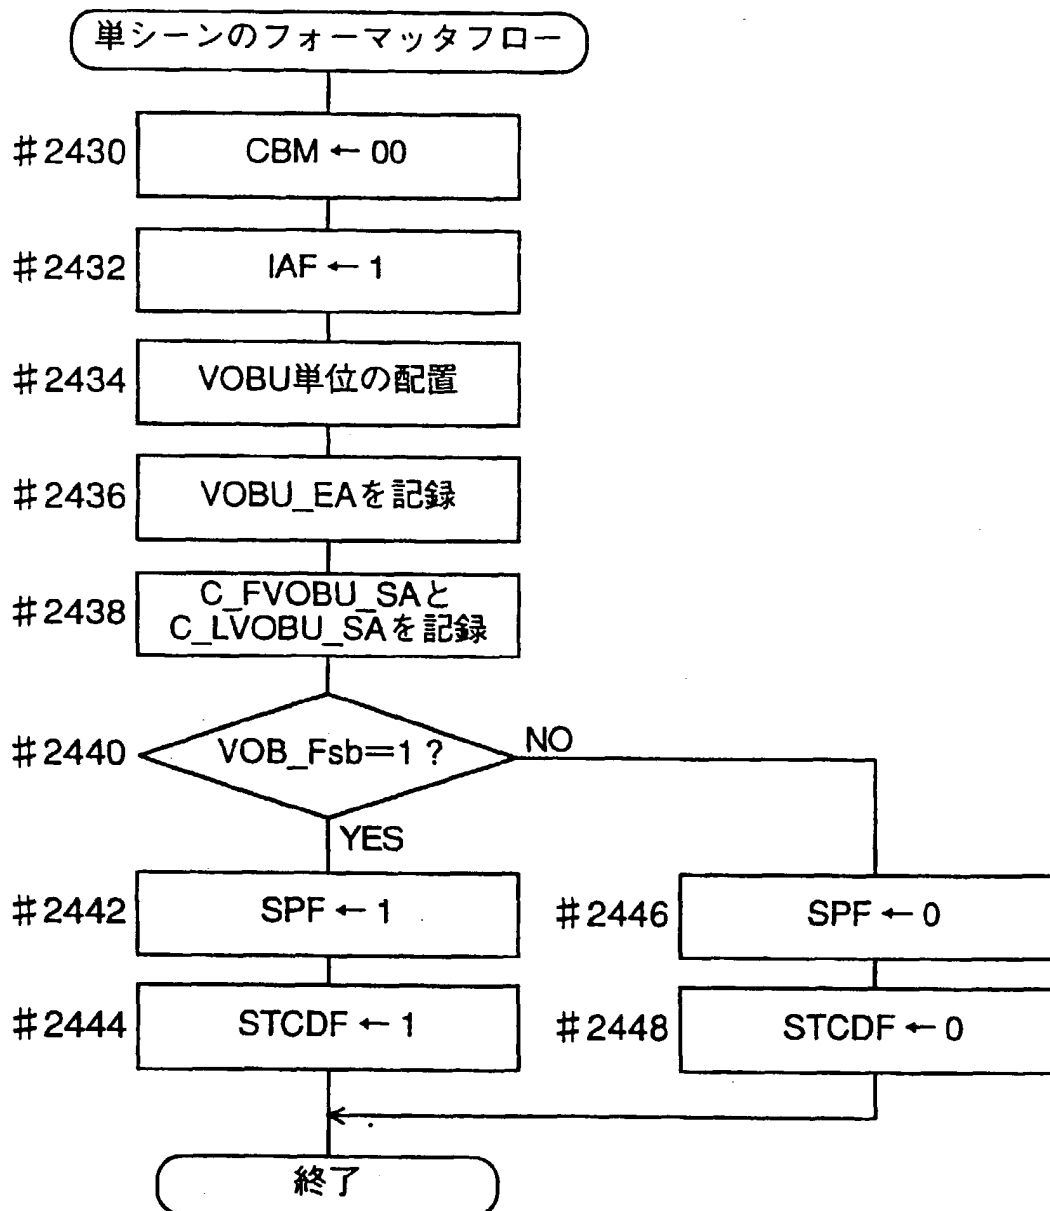 単シーンのフォーマッタフロー
#2430 CBM ← 00
#2432 IAF ← 1
#2434 VOBU単位の配置
#2436 VOBU_EAを記録
#2438 C_FVOBU_SAと
C_LVOBU_SAを記録
#2440 VOB_Fsb=1 ? NO
YES
#2442 SPF ← 1 #2446 SPF ← 0
#2444 STCDF ← 1 #2448 STCDF ← 0
終了